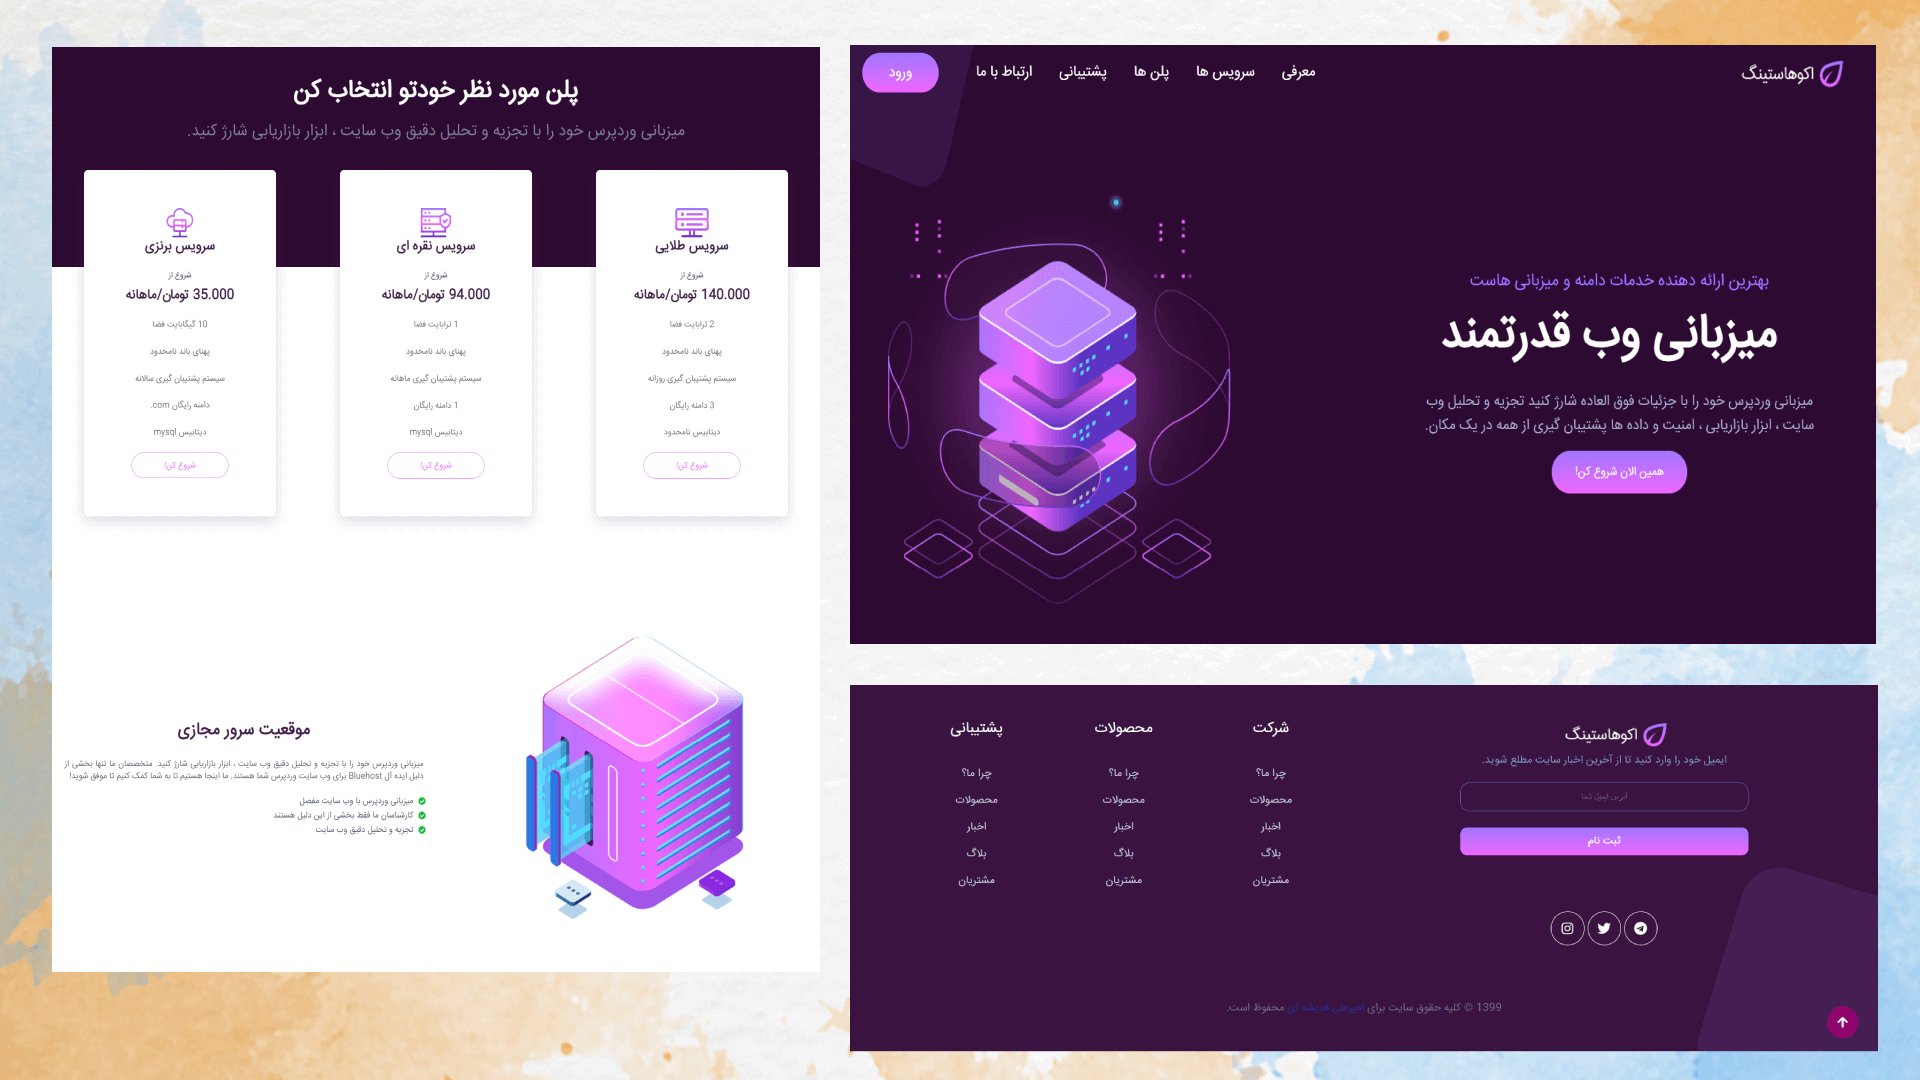 اکوهاستینگ
معرفی
سرویس ها
پلن ها
پشتیبانی
ارتباط با ما
ورود
بهترین ارائه دهنده خدمات دامنه و میزبانی هاست
میزبانی وب قدرتمند
میزبانی وردپرس خود را با جزئیات فوق العاده شارژ کنید تجزیه و تحلیل وب
سایت ، ابزار بازاریابی ، امنیت و داده ها پشتیبان گیری از همه در یک مکان.
همین الان شروع کن!
پلن مورد نظر خودتو انتخاب کن
میزبانی وردپرس خود را با تجزیه و تحلیل دقیق وب سایت ، ابزار بازاریابی شارژ کنید.
سرویس طلایی
شروع از
140.000 تومان/ماهانه
2 ترابایت فضا
پهنای باند نامحدود
سیستم پشتیبان گیری روزانه
3 دامنه رایگان
دیتابیس نامحدود
شروع کن!
سرویس نقره ای
شروع از
94.000 تومان/ماهانه
1 ترابایت فضا
پهنای باند نامحدود
سیستم پشتیبان گیری ماهانه
1 دامنه رایگان
دیتابیس mysql
شروع کن!
سرویس برنزی
شروع از
35.000 تومان/ماهانه
10 گیگابایت فضا
پهنای باند نامحدود
سیستم پشتیبان گیری سالانه
دامنه رایگان com.
دیتابیس mysql
شروع کن!
موقعیت سرور مجازی
میزبانی وردپرس خود را با تجزیه و تحلیل دقیق وب سایت ، ابزار بازاریابی شارژ کنید. متخصصان ما تنها بخشی از
دلیل ایده آل Bluehost برای وب سایت وردپرس شما هستند. ما اینجا هستیم تا به شما کمک کنیم تا موفق شوید!
میزبانی وردپرس با وب سایت مفصل
کارشناسان ما فقط بخشی از این دلیل هستند
تجزیه و تحلیل دقیق وب سایت
اکوهاستینگ
ایمیل خود را وارد کنید تا از آخرین اخبار سایت مطلع شوید.
آدرس ایمیل شما
ثبت نام
شرکت
چرا ما؟
محصولات
اخبار
بلاگ
مشتریان
محصولات
چرا ما؟
محصولات
اخبار
بلاگ
مشتریان
پشتیبانی
چرا ما؟
محصولات
اخبار
بلاگ
مشتریان
1399 © کلیه حقوق سایت برای امیرعلی قدیشه ای محفوظ است.